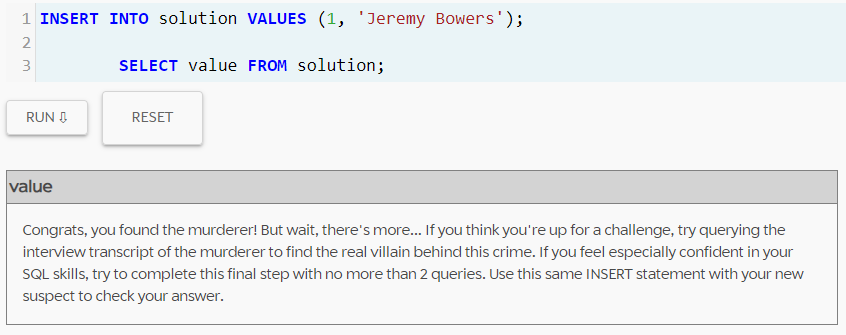 1 INSERT INTO solution VALUES (1, 'Jeremy Bowers');
2
3 SELECT value FROM solution;
RUN ⇩ RESET
value
Congrats, you found the murderer! But wait, there's more... If you think you're up for a challenge, try querying the
interview transcript of the murderer to find the real villain behind this crime. If you feel especially confident in your
SQL skills, try to complete this final step with no more than 2 queries. Use this same INSERT statement with your new
suspect to check your answer.